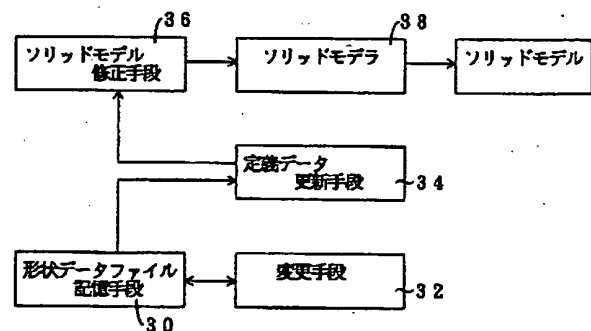 36
ソリッドモデル
修正手段
38
ソリッドモデラ
ソリッドモデル
定義データ
更新手段
34
形状データファイル
記憶手段
30
変更手段
32